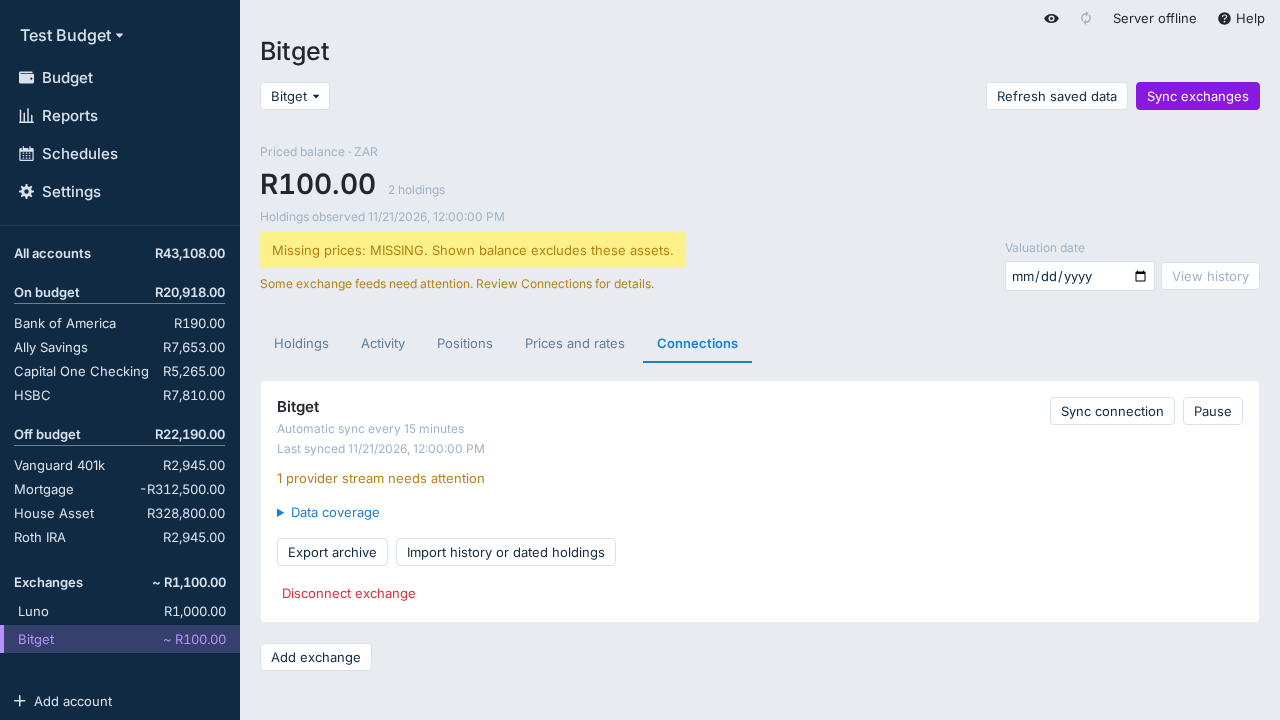 Test Budget
Budget
Reports
Schedules
Settings
All accounts R43,108.00
On budget R20,918.00
Bank of America R190.00
Ally Savings R7,653.00
Capital One Checking R5,265.00
HSBC R7,810.00
Off budget R22,190.00
Vanguard 401k R2,945.00
Mortgage -R312,500.00
House Asset R328,800.00
Roth IRA R2,945.00
Exchanges ~ R1,100.00
Luno R1,000.00
Bitget ~ R100.00
Add account
Server offline Help
Bitget
Bitget Refresh saved data Sync exchanges
Priced balance · ZAR
R100.00 2 holdings
Holdings observed 11/21/2026, 12:00:00 PM
Missing prices: MISSING. Shown balance excludes these assets.
Some exchange feeds need attention. Review Connections for details.
Valuation date
mm/dd/yyyy View history
Holdings Activity Positions Prices and rates Connections
Bitget Sync connection Pause
Automatic sync every 15 minutes
Last synced 11/21/2026, 12:00:00 PM
1 provider stream needs attention
Data coverage
Export archive Import history or dated holdings
Disconnect exchange
Add exchange